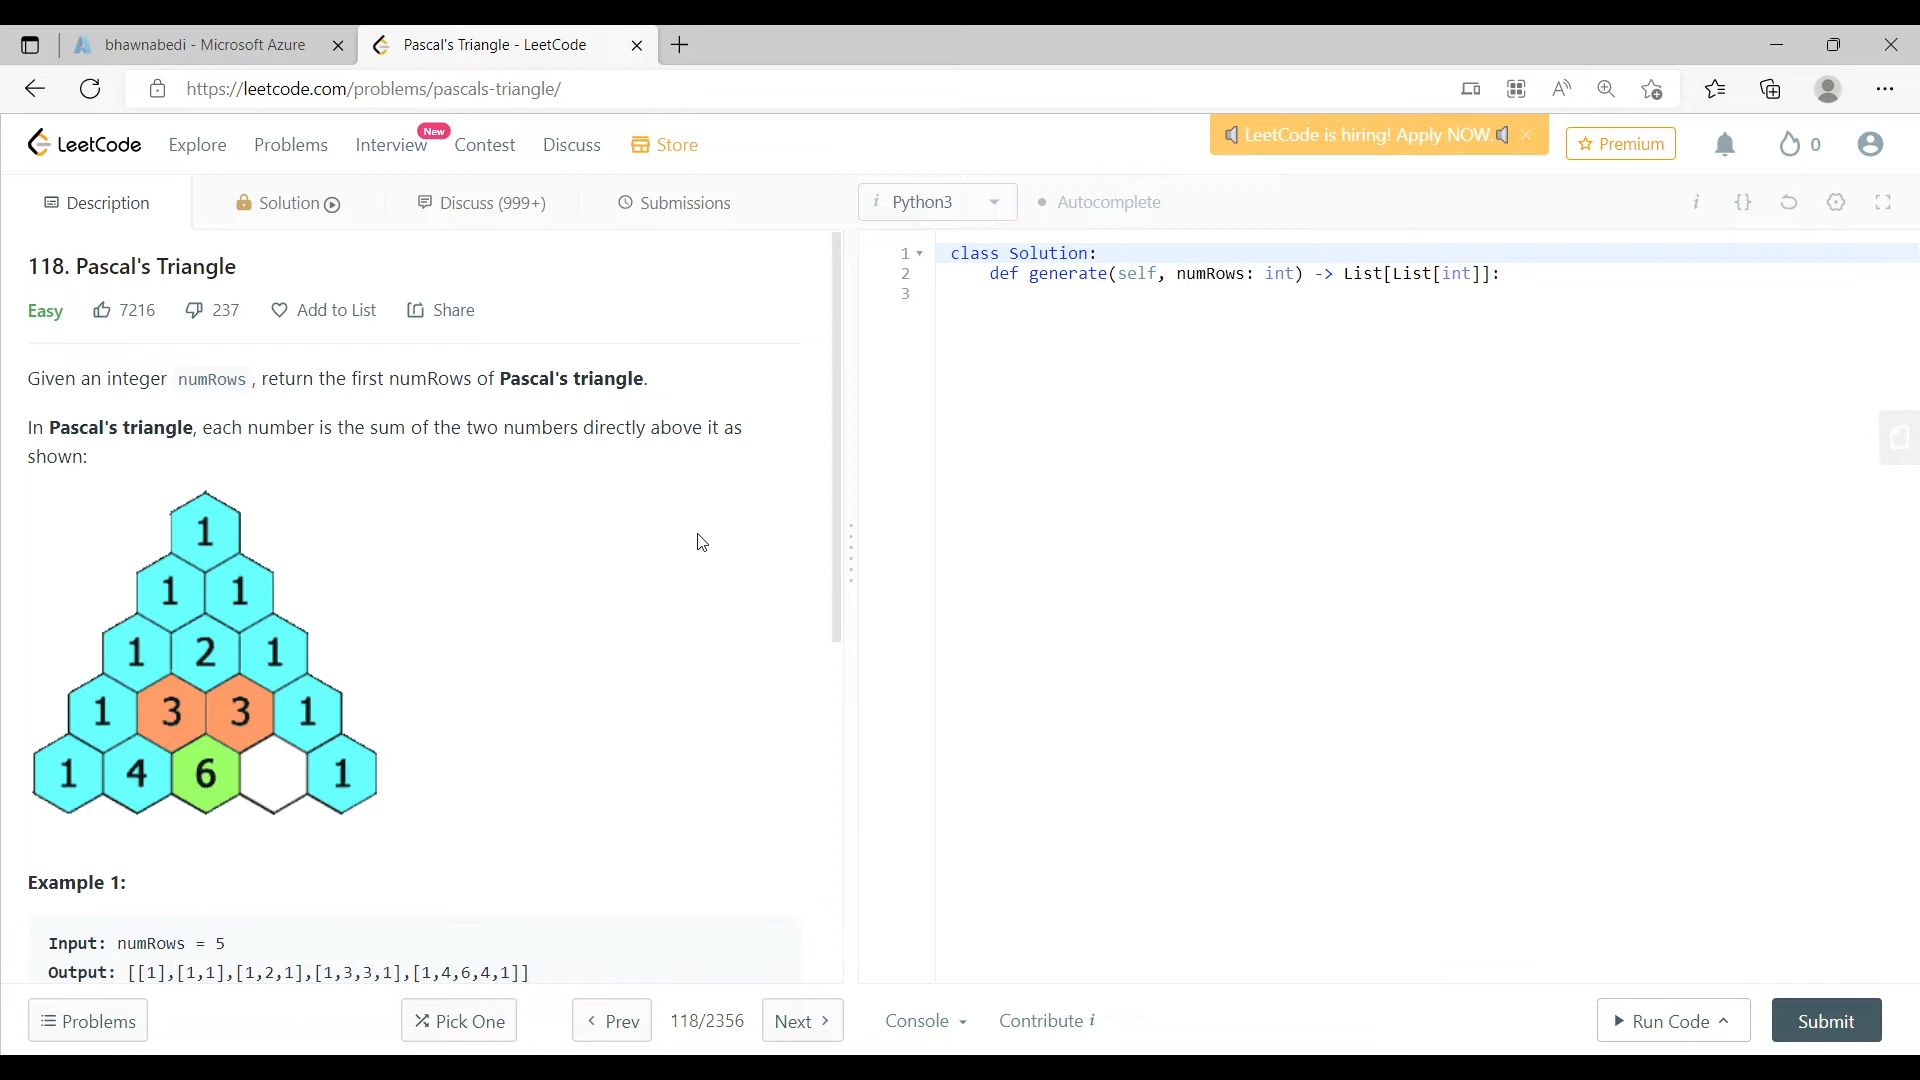 bhawnabedi - Microsoft Azure
Pascal's Triangle - LeetCode
https://leetcode.com/problems/pascals-triangle/
LeetCode Explore Problems Interview New Contest Discuss Store
LeetCode is hiring! Apply NOW.
Premium
0
Description Solution Discuss (999+) Submissions
i Python3 Autocomplete i {}
118. Pascal's Triangle
Easy 7216 237 Add to List Share
Given an integer numRows , return the first numRows of Pascal's triangle.
In Pascal's triangle, each number is the sum of the two numbers directly above it as
shown:
1
1 1
1 2 1
1 3 3 1
1 4 6 1
Example 1:
Input: numRows = 5
Output: [[1],[1,1],[1,2,1],[1,3,3,1],[1,4,6,4,1]]
1 class Solution:
2 def generate(self, numRows: int) -> List[List[int]]:
3
Problems Pick One < Prev 118/2356 Next >
Console Contribute i
Run Code Submit